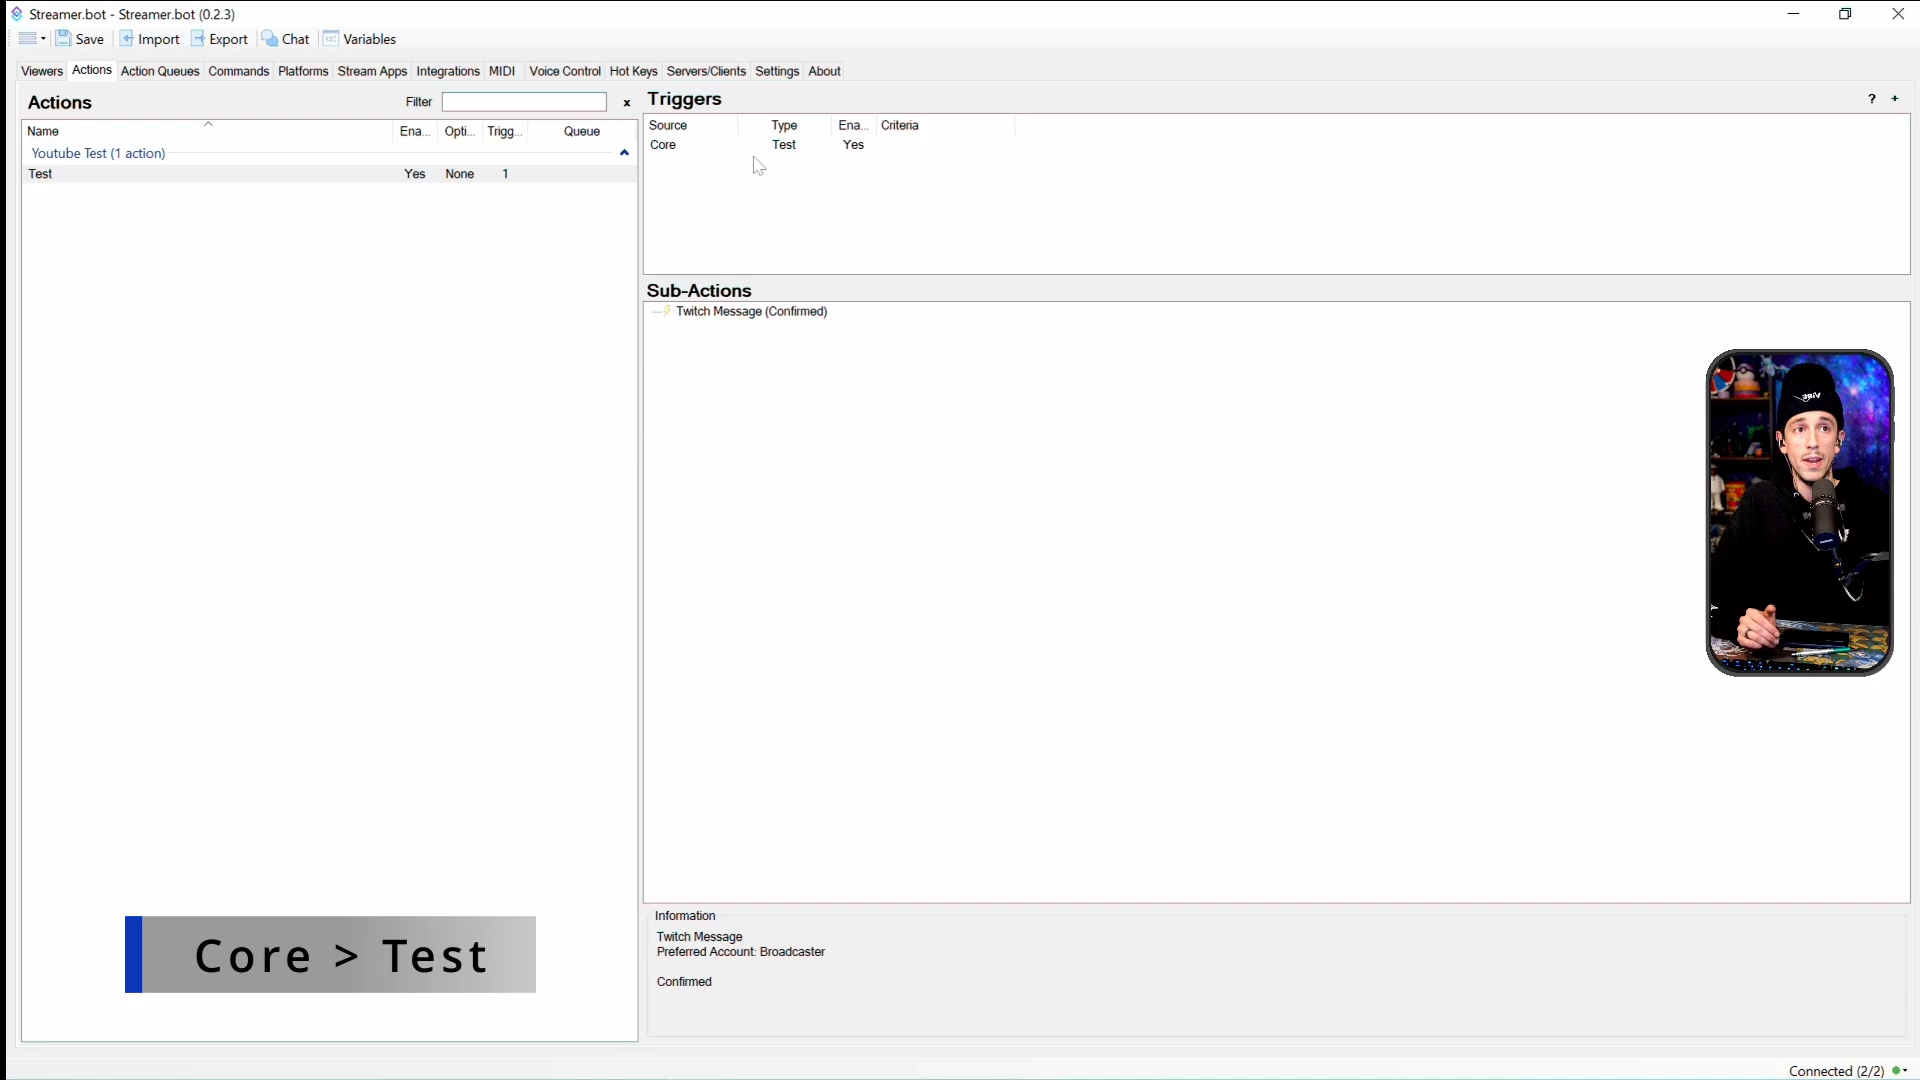 Streamer.bot - Streamer.bot (0.2.3)
Save Import Export Chat Variables
Viewers Actions Action Queues Commands Platforms Stream Apps Integrations MIDI Voice Control Hot Keys Servers/Clients Settings About
Actions Filter x
Name Ena... Opti... Trigg... Queue
Youtube Test (1 action)
Test Yes None 1
Triggers ? +
Source Type Ena... Criteria
Core Test Yes
Sub-Actions
Twitch Message (Confirmed)
Core > Test
Information
Twitch Message
Preferred Account: Broadcaster
Confirmed
Connected (2/2)